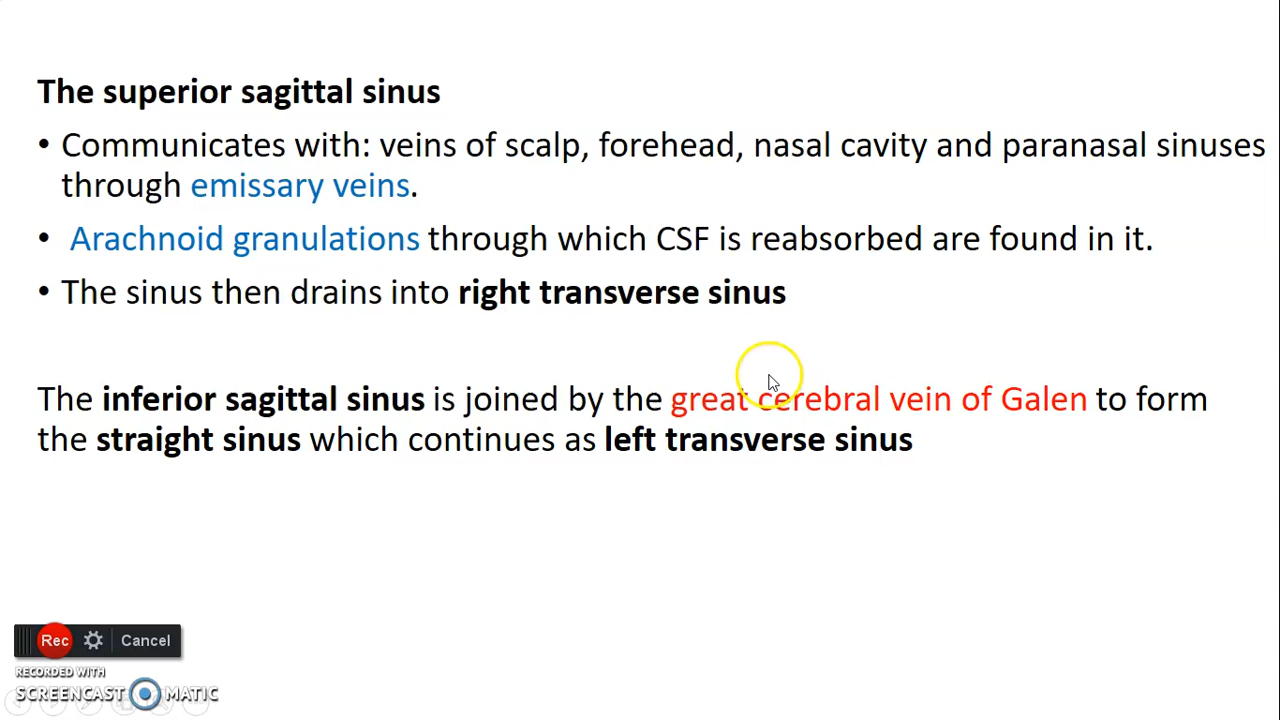 The superior sagittal sinus
• Communicates with: veins of scalp, forehead, nasal cavity and paranasal sinuses
through emissary veins.
• Arachnoid granulations through which CSF is reabsorbed are found in it.
• The sinus then drains into right transverse sinus
The inferior sagittal sinus is joined by the great cerebral vein of Galen to form
the straight sinus which continues as left transverse sinus
Rec Cancel
RECORDED WITH
SCREENCAST MATIC